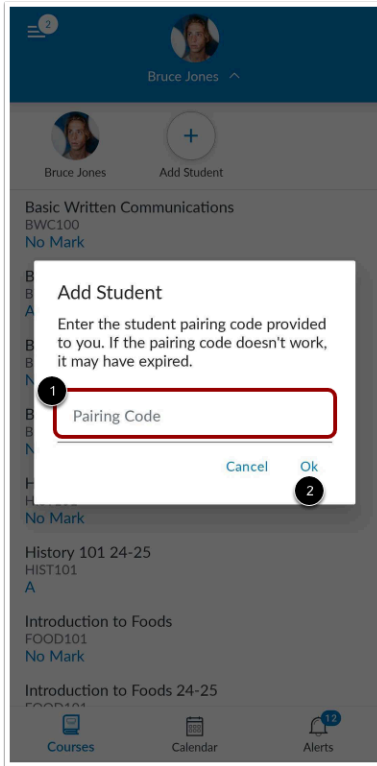 2
Bruce Jones
Bruce Jones
Add Student
Basic Written Communications
BWC100
No Mark
B
B
A
Add Student
Enter the student pairing code provided
to you. If the pairing code doesn't work,
it may have expired.
B
B
N
1
Pairing Code
B
B
N
Cancel Ok
2
H
No Mark
History 101 24-25
HIST101
A
Introduction to Foods
FOOD101
No Mark
Introduction to Foods 24-25
FOOD101
12
Courses
Calendar
Alerts